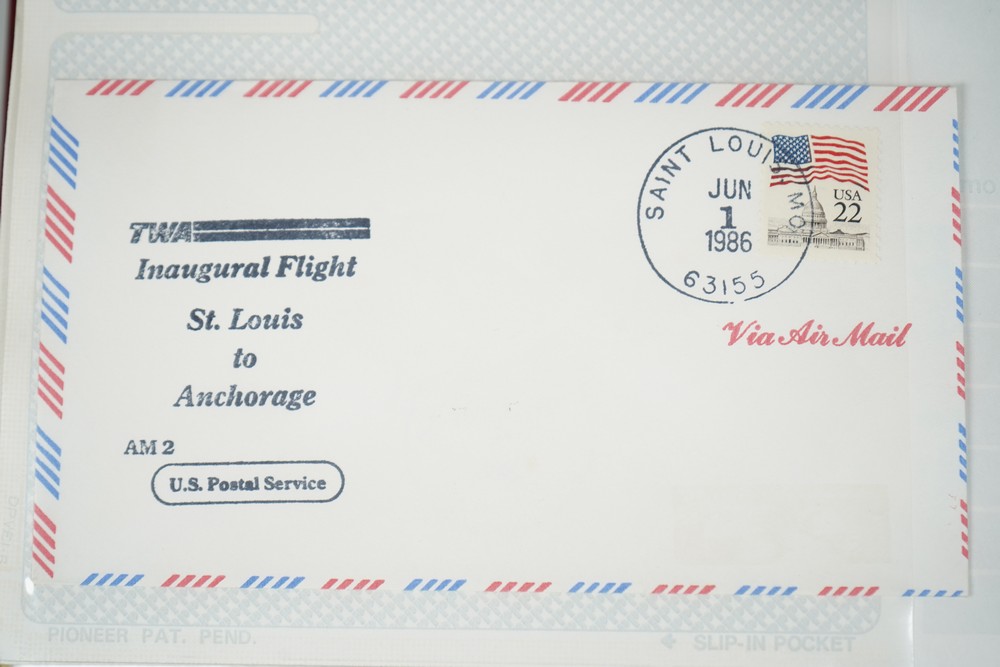 TWA
Inaugural Flight
St. Louis
to
Anchorage
AM 2
U.S. Postal Service
SAINT LOUIS, MO
JUN
1
1986
63155
USA
22
Via Air Mail
PIONEER PAT. PEND.
SLIP-IN POCKET